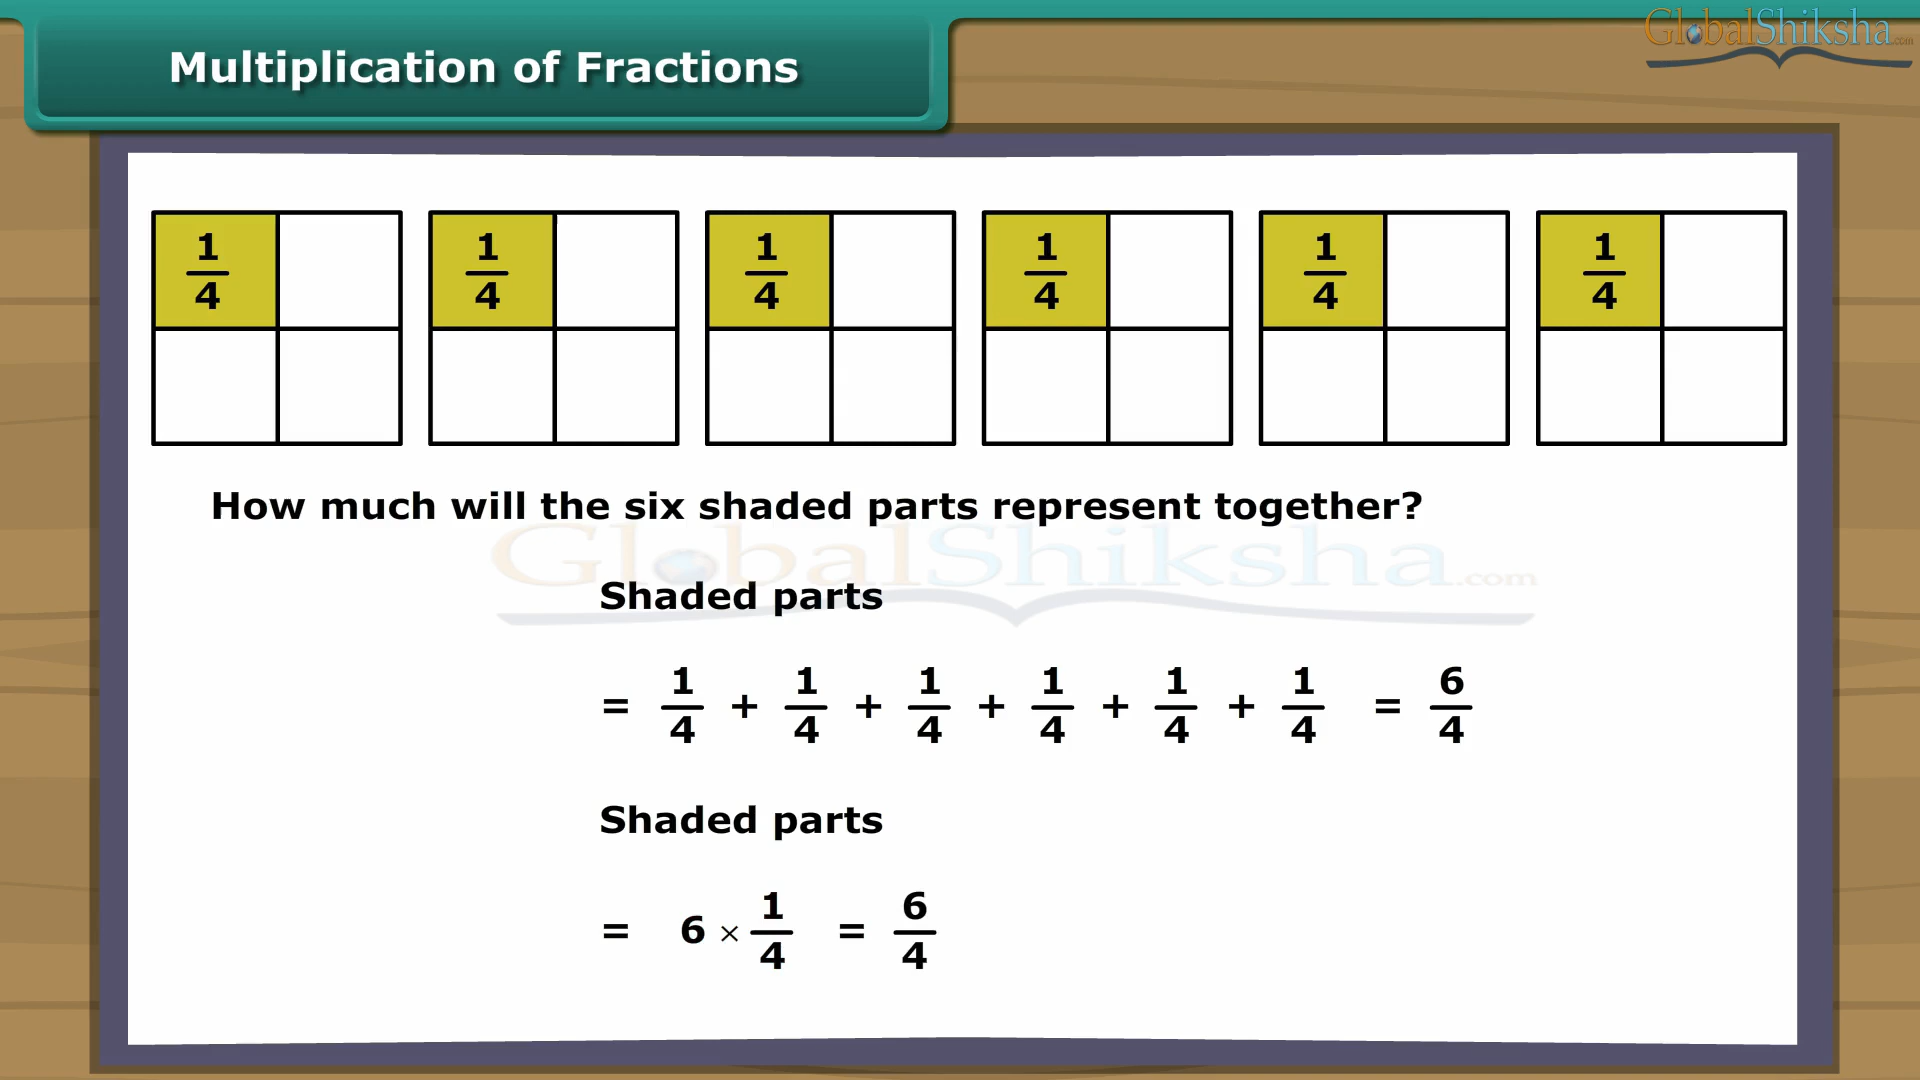 Multiplication of Fractions
GlobalShiksha.com
1/4 1/4 1/4 1/4 1/4 1/4
How much will the six shaded parts represent together?
GlobalShiksha.com
Shaded parts
= 1/4 + 1/4 + 1/4 + 1/4 + 1/4 + 1/4 = 6/4
Shaded parts
= 6 × 1/4 = 6/4